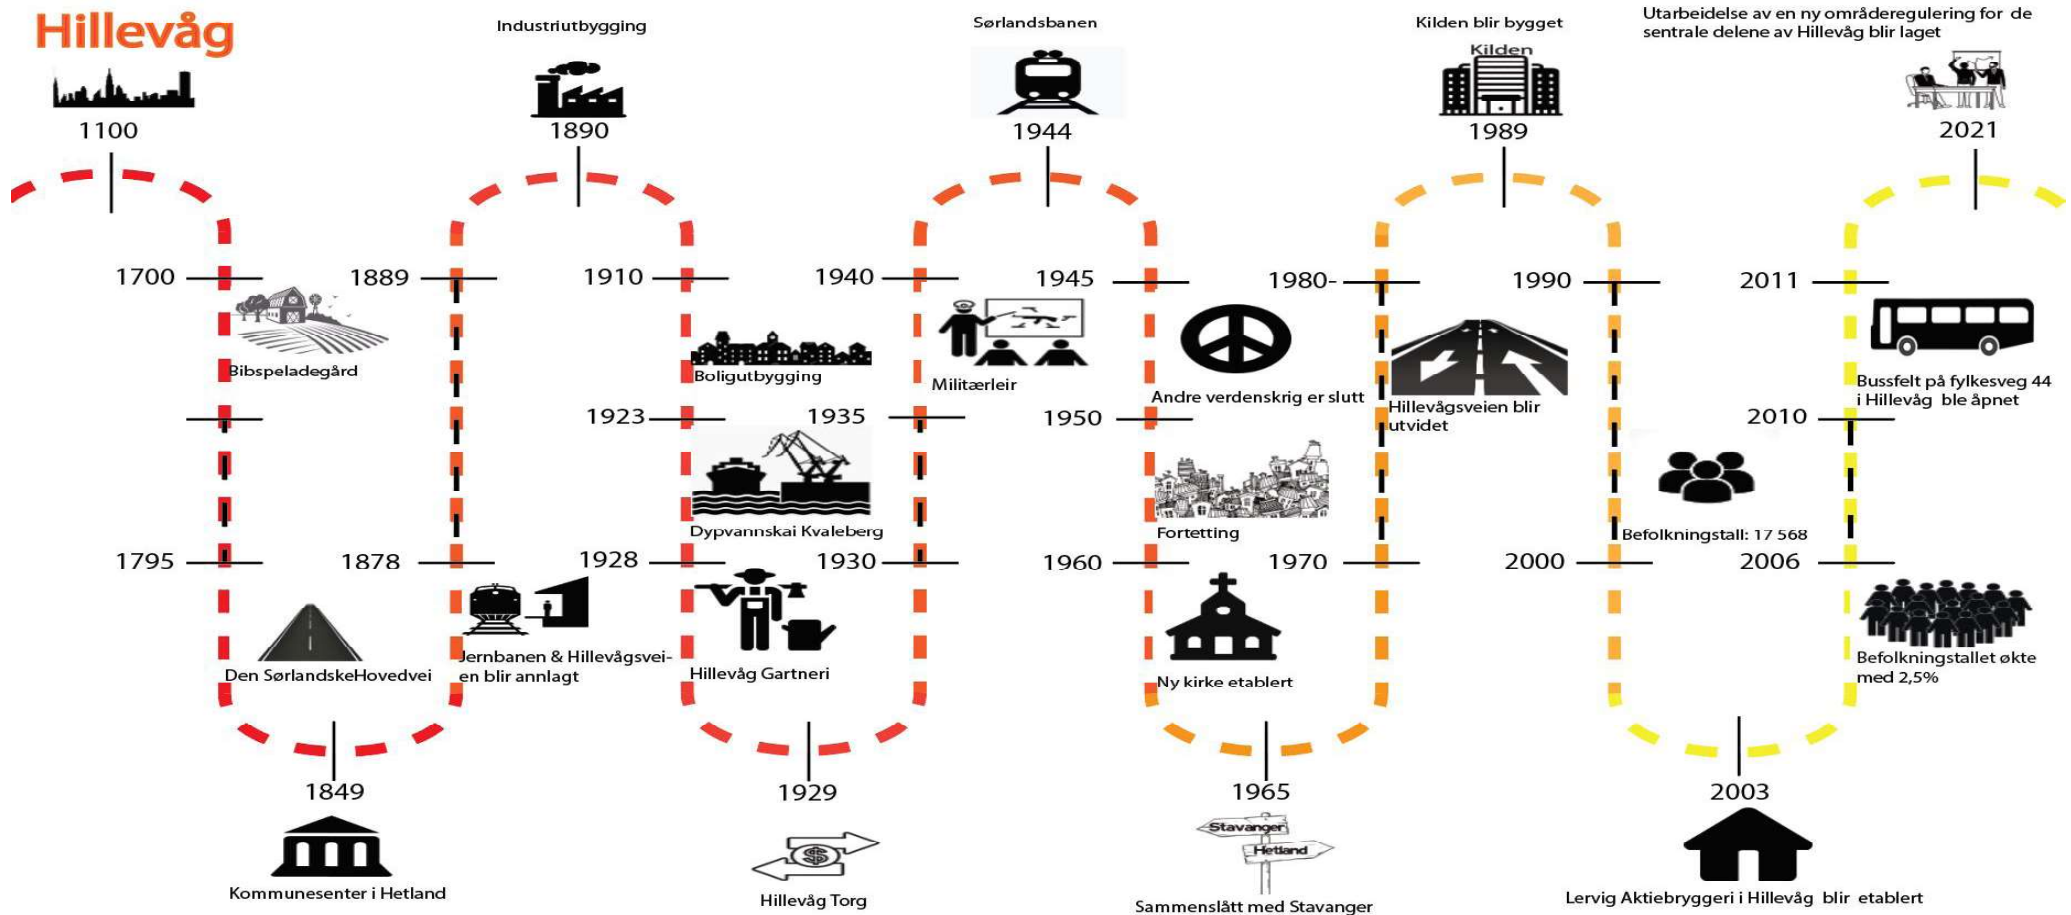 Hillevåg
1100
1700
Bibspeladegård
1795
Den SørlandskeHovedvei
1849
Kommunesenter i Hetland
1878
Jernbanen & Hillevågsvei-
en blir annlagt
1889
Industriutbygging
1890
1910
Boligutbygging
1923
Dypvannskai Kvaleberg
1928
Hillevåg Gartneri
1929
$
Hillevåg Torg
1930
1935
1940
Militærleir
Sørlandsbanen
1944
1945
Andre verdenskrig er slutt
1950
Fortetting
1960
Ny kirke etablert
1965
Stavanger
Hetland
Sammenslått med Stavanger
1970
1980-
Hillevågsveien blir
utvidet
Kilden blir bygget
Kilden
1989
1990
Befolkningstall: 17 568
2000
2003
Lervig Aktiebryggeri i Hillevåg blir etablert
2006
Befolkningstallet økte
med 2,5%
2010
2011
Bussfelt på fylkesveg 44
i Hillevåg ble åpnet
Utarbeidelse av en ny områderegulering for de
sentrale delene av Hillevåg blir laget
2021